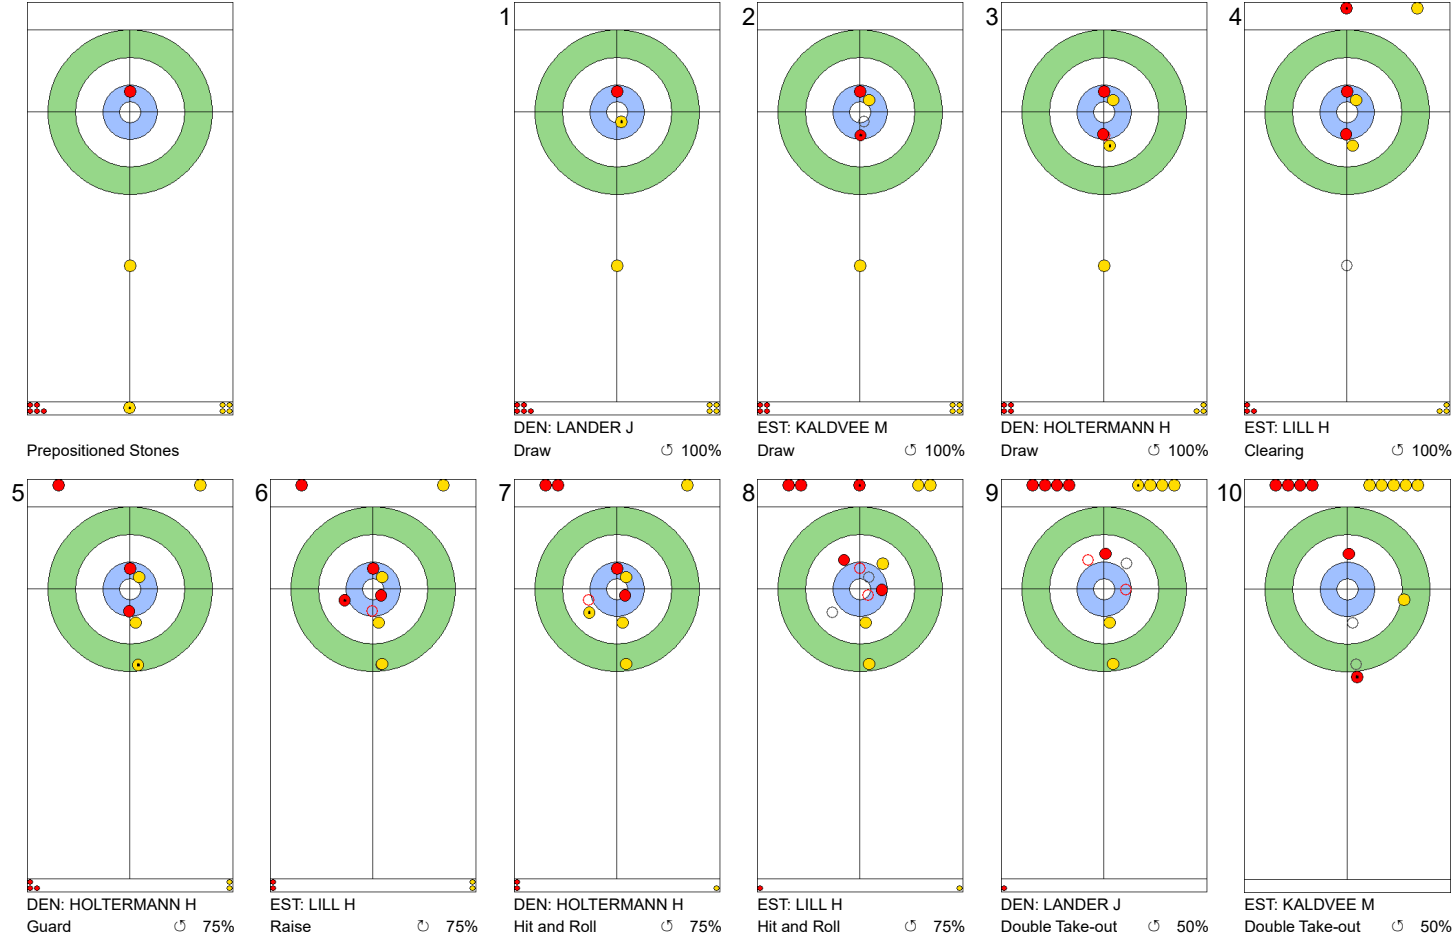 1
2
3
4
Prepositioned Stones
DEN: LANDER J
Draw 100%
EST: KALDVEE M
Draw 100%
DEN: HOLTERMANN H
Draw 100%
EST: LILL H
Clearing 100%
5
6
7
8
9
10
DEN: HOLTERMANN H
Guard 75%
EST: LILL H
Raise 75%
DEN: HOLTERMANN H
Hit and Roll 75%
EST: LILL H
Hit and Roll 75%
DEN: LANDER J
Double Take-out 50%
EST: KALDVEE M
Double Take-out 50%